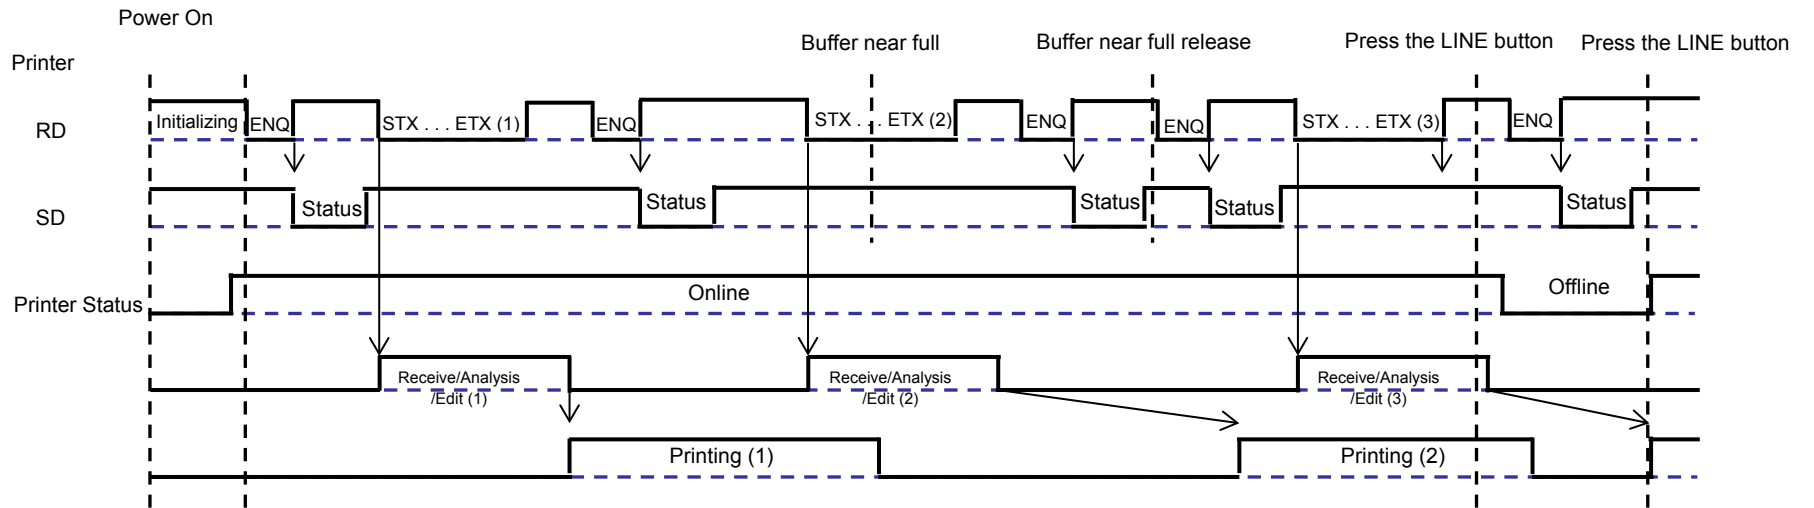 Power On
Buffer near full
Buffer near full release
Press the LINE button
Press the LINE button
Printer
RD
Initializing
ENQ
STX . . . ETX (1)
ENQ
STX . . . ETX (2)
ENQ
ENQ
STX . . . ETX (3)
ENQ
SD
Status
Status
Status
Status
Status
Printer Status
Online
Offline
Receive/Analysis
/Edit (1)
Receive/Analysis
/Edit (2)
Receive/Analysis
/Edit (3)
Printing (1)
Printing (2)